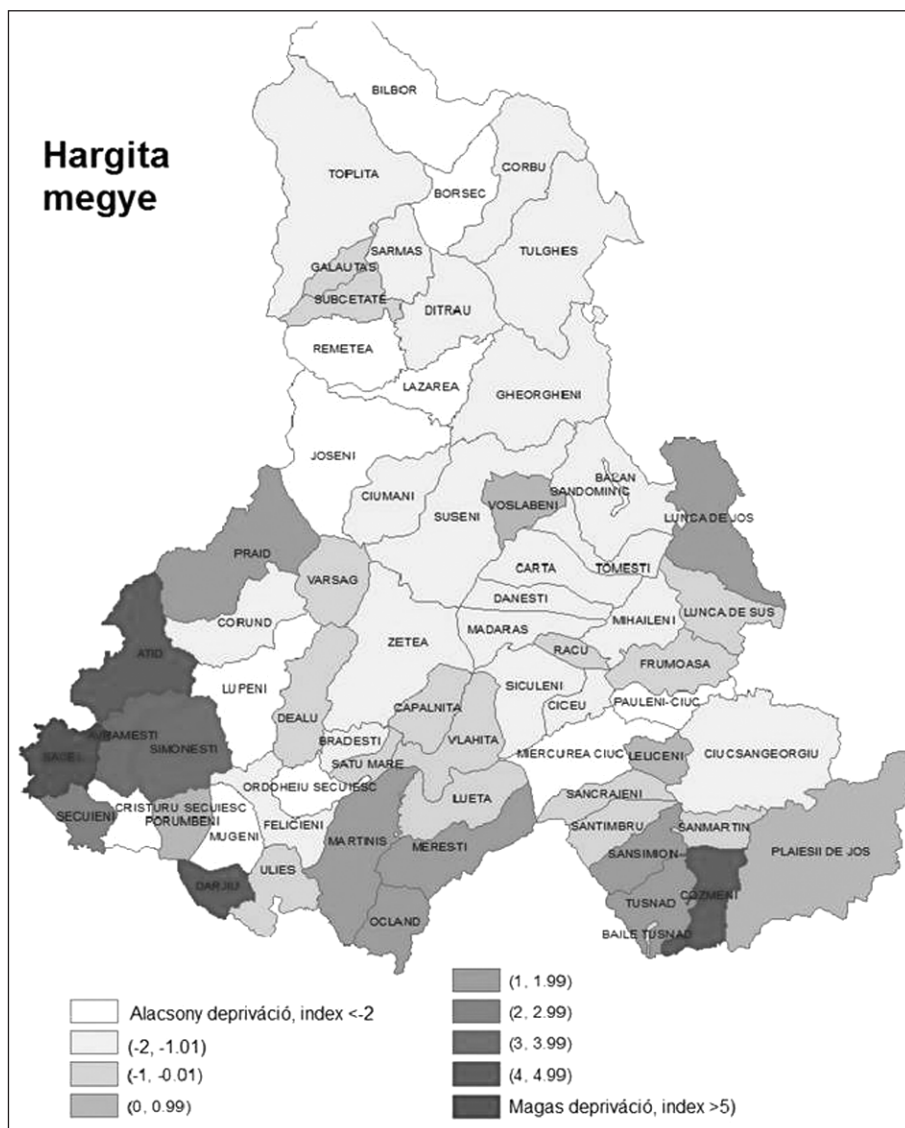 Hargita
megye
BILBOR
TOPLITA
BORSEC
CORBU
SARMAS
TULGHES
GALAUTAS
SUBCETATE
DITRAU
REMETEA
LAZAREA
GHEORGHENI
JOSENI
CIUMANI
SUSENI
VOSLABENI
BALAN
SANDOMINIC
LUNCA DE JOS
PRAID
VARSAG
CARTA
TOMESTI
DANESTI
CORUND
ZETEA
MADARAS
MIHAILENI
LUNCA DE SUS
ATID
RACU
FRUMOASA
LUPENI
SICULENI
CICEU
PAULENI-CIUC
DEALU
CAPALNITA
VLAHITA
BRADESTI
SATU MARE
MIERCUREA CIUC
LEUCENI
CIUCSANGEORGIU
AVRAMESTI
SIMONESTI
ORDOHEIU SECUIESC
LUETA
SANCRAJENI
SECUIENI
CRISTURU SECUIESC
PORUMBENI
MUGENI
FELICIENI
MARTINIS
MERESTI
SANTIMBRU
SANMARTIN
SANSIMION
PLAIESII DE JOS
DARJIU
ULIES
OCLAND
TUSNAD
COZMENI
BAILE TUSNAD
Alacsony depriváció, index <-2
(-2, -1.01)
(-1, -0.01)
(0, 0.99)
(1, 1.99)
(2, 2.99)
(3, 3.99)
(4, 4.99)
Magas depriváció, index >5)